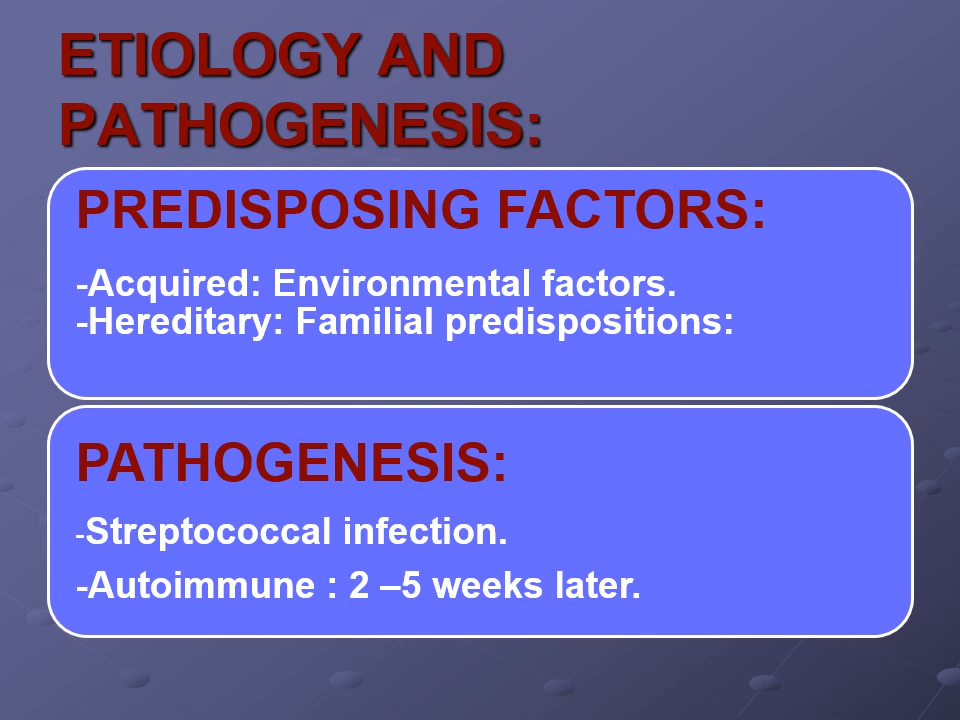 ETIOLOGY AND
PATHOGENESIS:
PREDISPOSING FACTORS:
-Acquired: Environmental factors.
-Hereditary: Familial predispositions:
PATHOGENESIS:
-Streptococcal infection.
-Autoimmune : 2 –5 weeks later.